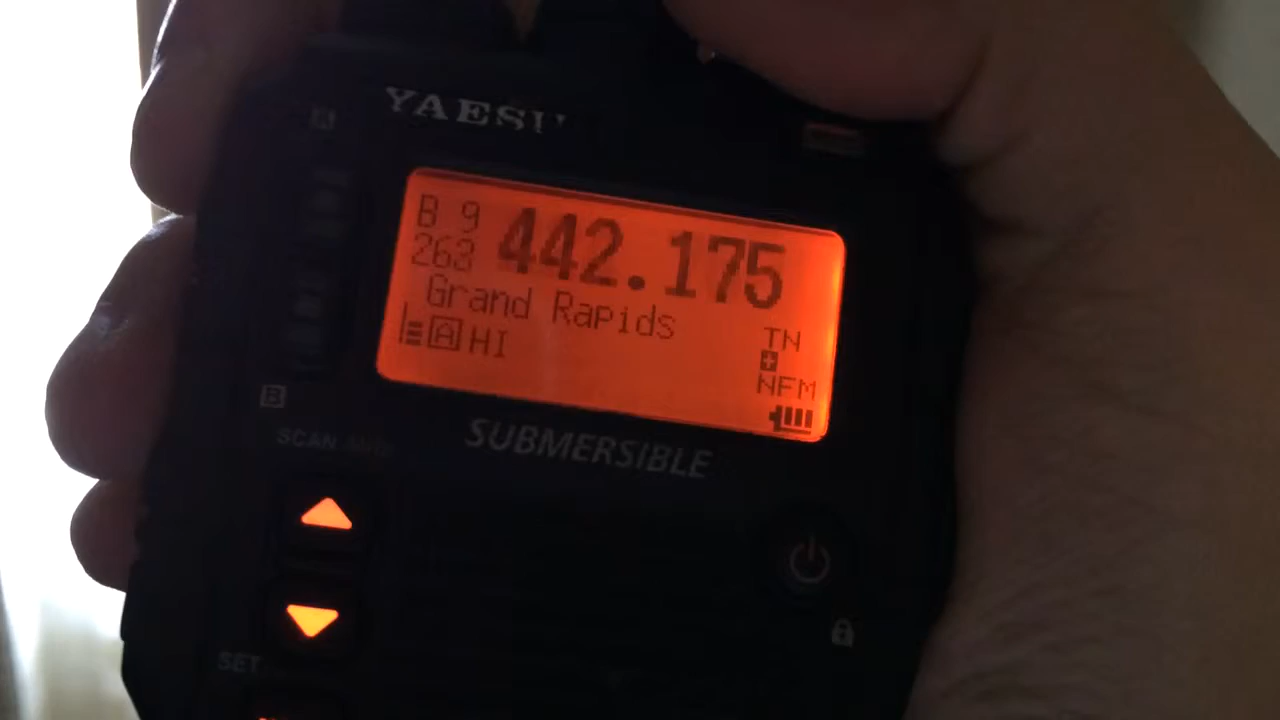 YAESU
B 9
263
442.175
Grand Rapids
A HI
TN
+
NFM
B
SUBMERSIBLE
SCAN
SET